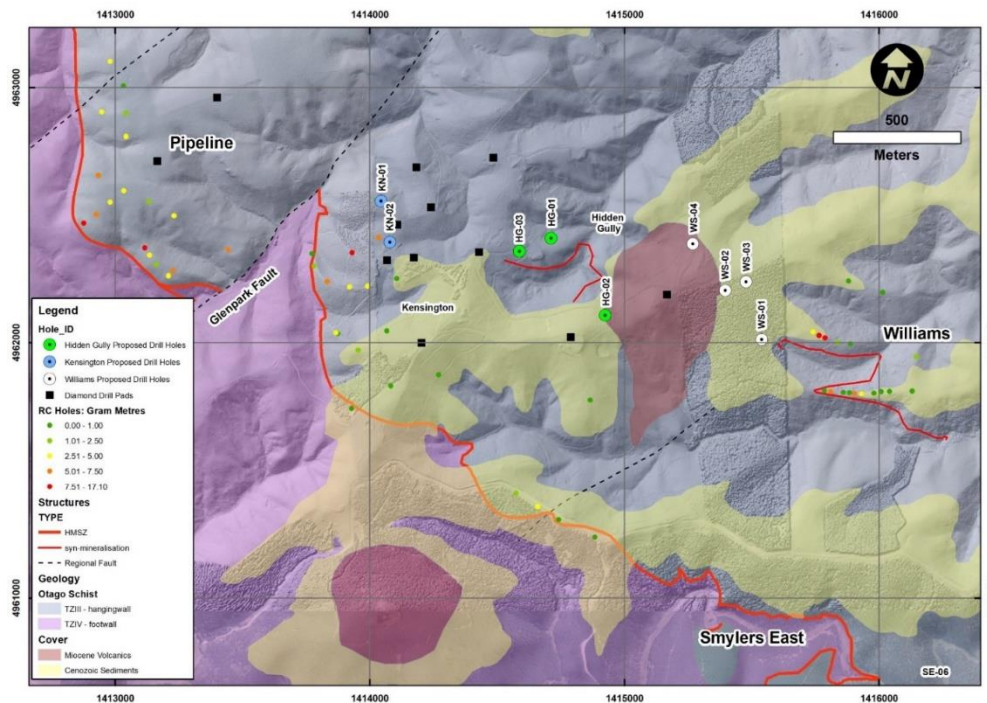 1413000
1414000
1415000
1416000
4963000
4962000
4961000
N
500
Meters
Pipeline
KN-01
KN-02
HG-03
HG-01
Hidden
Gully
HG-02
WS-04
WS-02
WS-03
WS-01
Glenpark Fault
Kensington
Williams
Smylers East
SE-06
Legend
Hole_ID
Hidden Gully Proposed Drill Holes
Kensington Proposed Drill Holes
Williams Proposed Drill Holes
Diamond Drill Pads
RC Holes: Gram Metres
0.00 - 1.00
1.01 - 2.50
2.51 - 5.00
5.01 - 7.50
7.51 - 17.10
Structures
TYPE
HMSZ
syn-mineralisation
Regional Fault
Geology
Otago Schist
TZIII - hangingwall
TZIV - footwall
Cover
Miocene Volcanics
Cenozoic Sediments
1413000
1414000
1415000
1416000